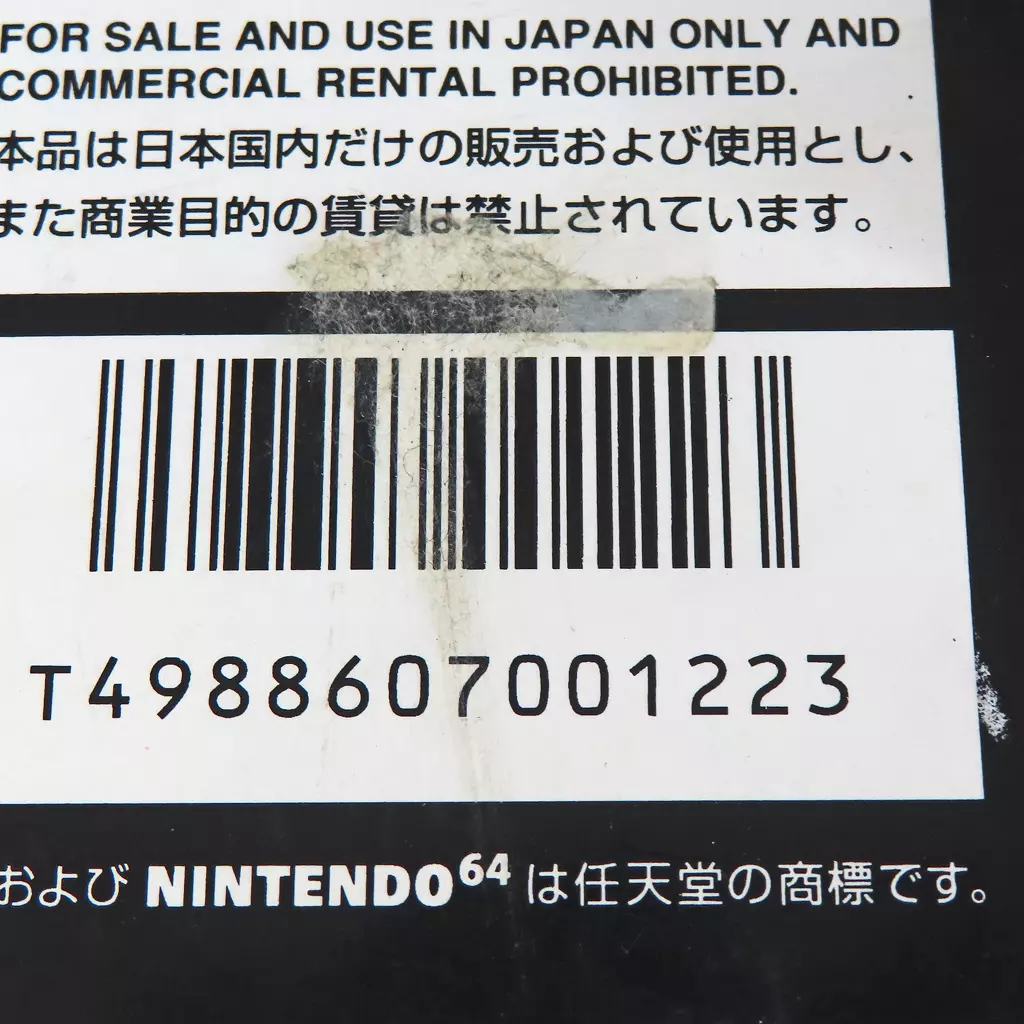 FOR SALE AND USE IN JAPAN ONLY AND
COMMERCIAL RENTAL PROHIBITED.
本品は日本国内だけの販売および使用とし、
また商業目的の賃貸は禁止されています。
T4988607001223
および NINTENDO64 は任天堂の商標です。